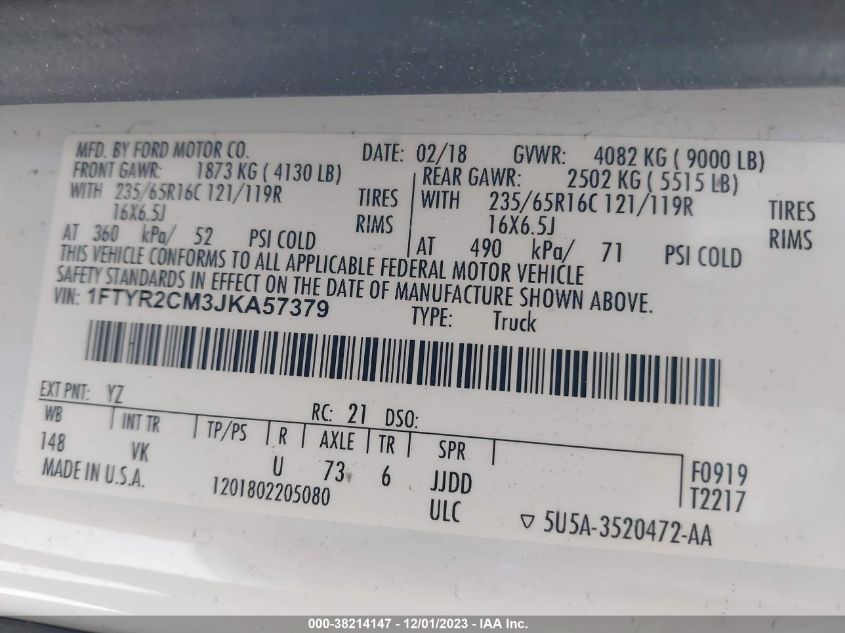 MFD. BY FORD MOTOR CO. DATE: 02/18 GVWR: 4082 KG ( 9000 LB)
FRONT GAWR: 1873 KG ( 4130 LB) REAR GAWR: 2502 KG ( 5515 LB)
WITH 235/65R16C 121/119R TIRES WITH 235/65R16C 121/119R TIRES
16X6.5J RIMS 16X6.5J RIMS
AT 360 kPa/ 52 PSI COLD AT 490 kPa/ 71 PSI COLD
THIS VEHICLE CONFORMS TO ALL APPLICABLE FEDERAL MOTOR VEHICLE
SAFETY STANDARDS IN EFFECT ON THE DATE OF MANUFACTURE SHOWN ABOVE.
VIN: 1FTYR2CM3JKA57379 TYPE: Truck
EXT PNT: YZ RC: 21 DSO:
WB INT TR TP/PS R AXLE TR SPR
148 VK U 73 6 JJDD F0919
MADE IN U.S.A. 1201802205080 ULC T2217
▽ 5U5A-3520472-AA
000-38214147 - 12/01/2023 - IAA Inc.